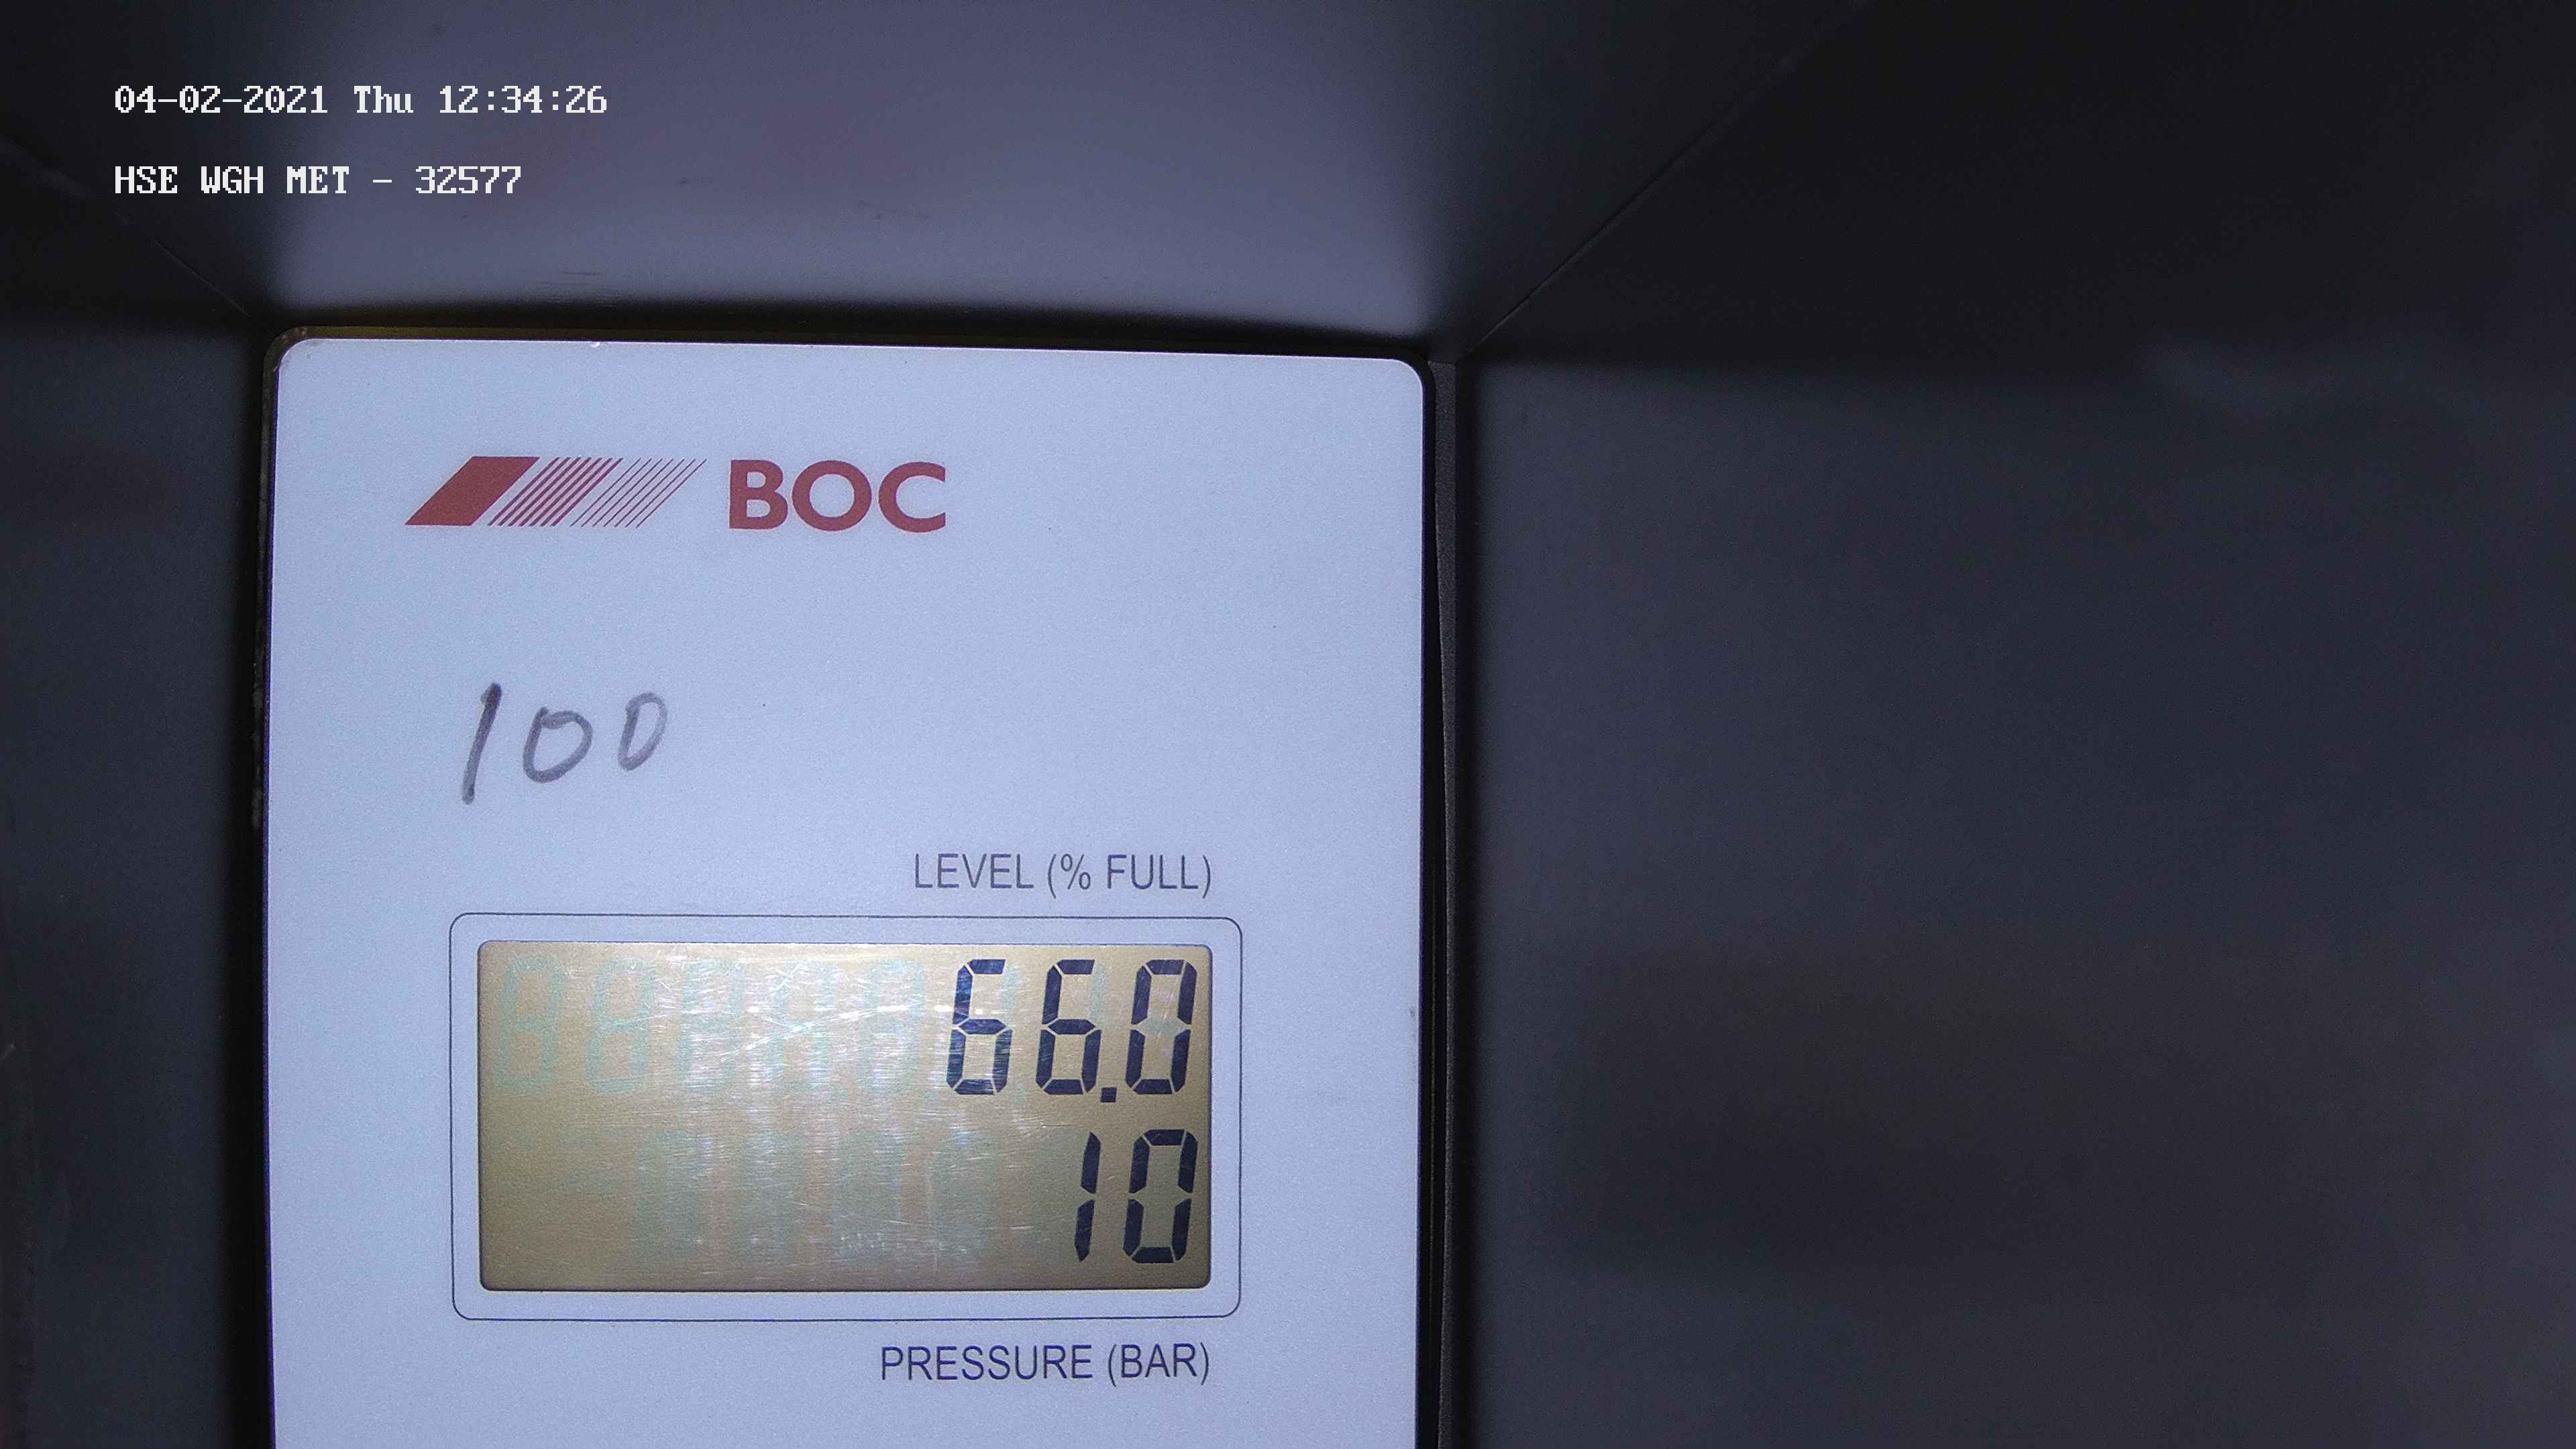 04-02-2021 Thu 12:34:26
HSE WGH MET - 32577
BOC
100
LEVEL (% FULL)
66.0
10
PRESSURE (BAR)